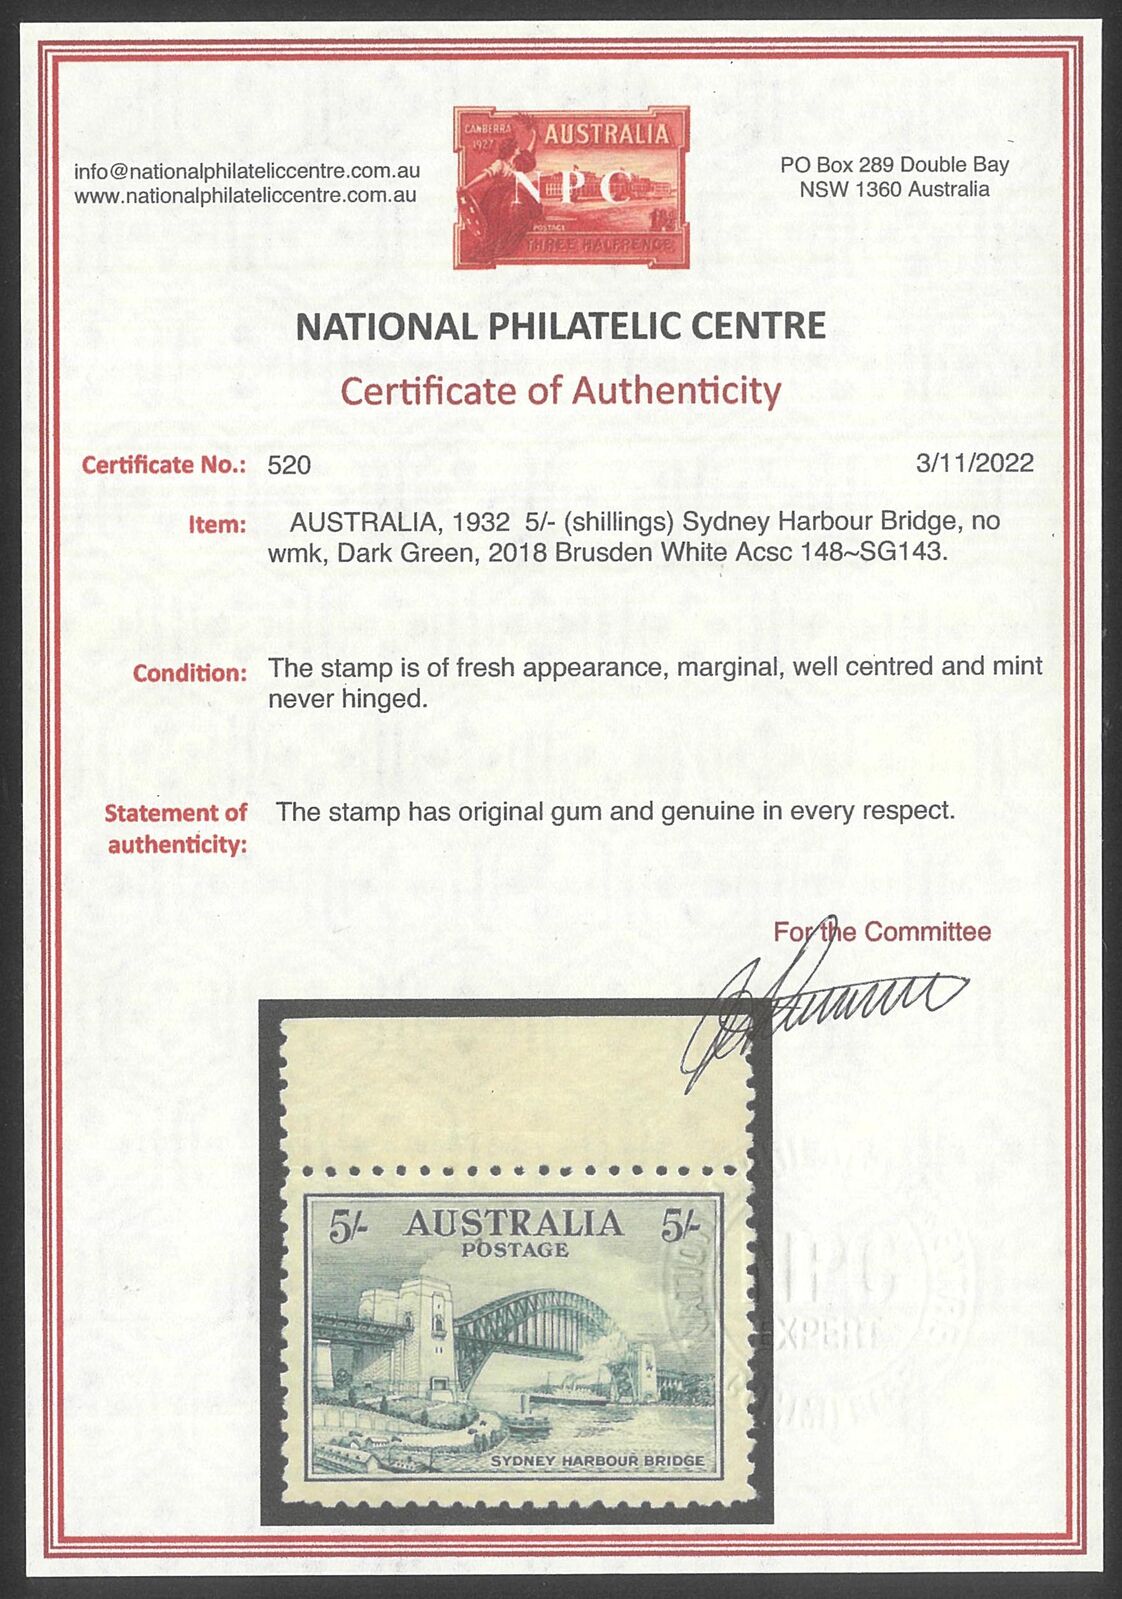 info@nationalphilateliccentre.com.au
www.nationalphilateliccentre.com.au
CANBERRA
1927
AUSTRALIA
NPC
POSTAGE
THREE HALFPENCE
PO Box 289 Double Bay
NSW 1360 Australia
NATIONAL PHILATELIC CENTRE
Certificate of Authenticity
Certificate No.: 520
3/11/2022
Item: AUSTRALIA, 1932 5/- (shillings) Sydney Harbour Bridge, no
wmk, Dark Green, 2018 Brusden White Acsc 148~SG143.
Condition: The stamp is of fresh appearance, marginal, well centred and mint
never hinged.
Statement of authenticity: The stamp has original gum and genuine in every respect.
For the Committee
5/- AUSTRALIA 5/-
POSTAGE
SYDNEY HARBOUR BRIDGE
NPC
EXPERT